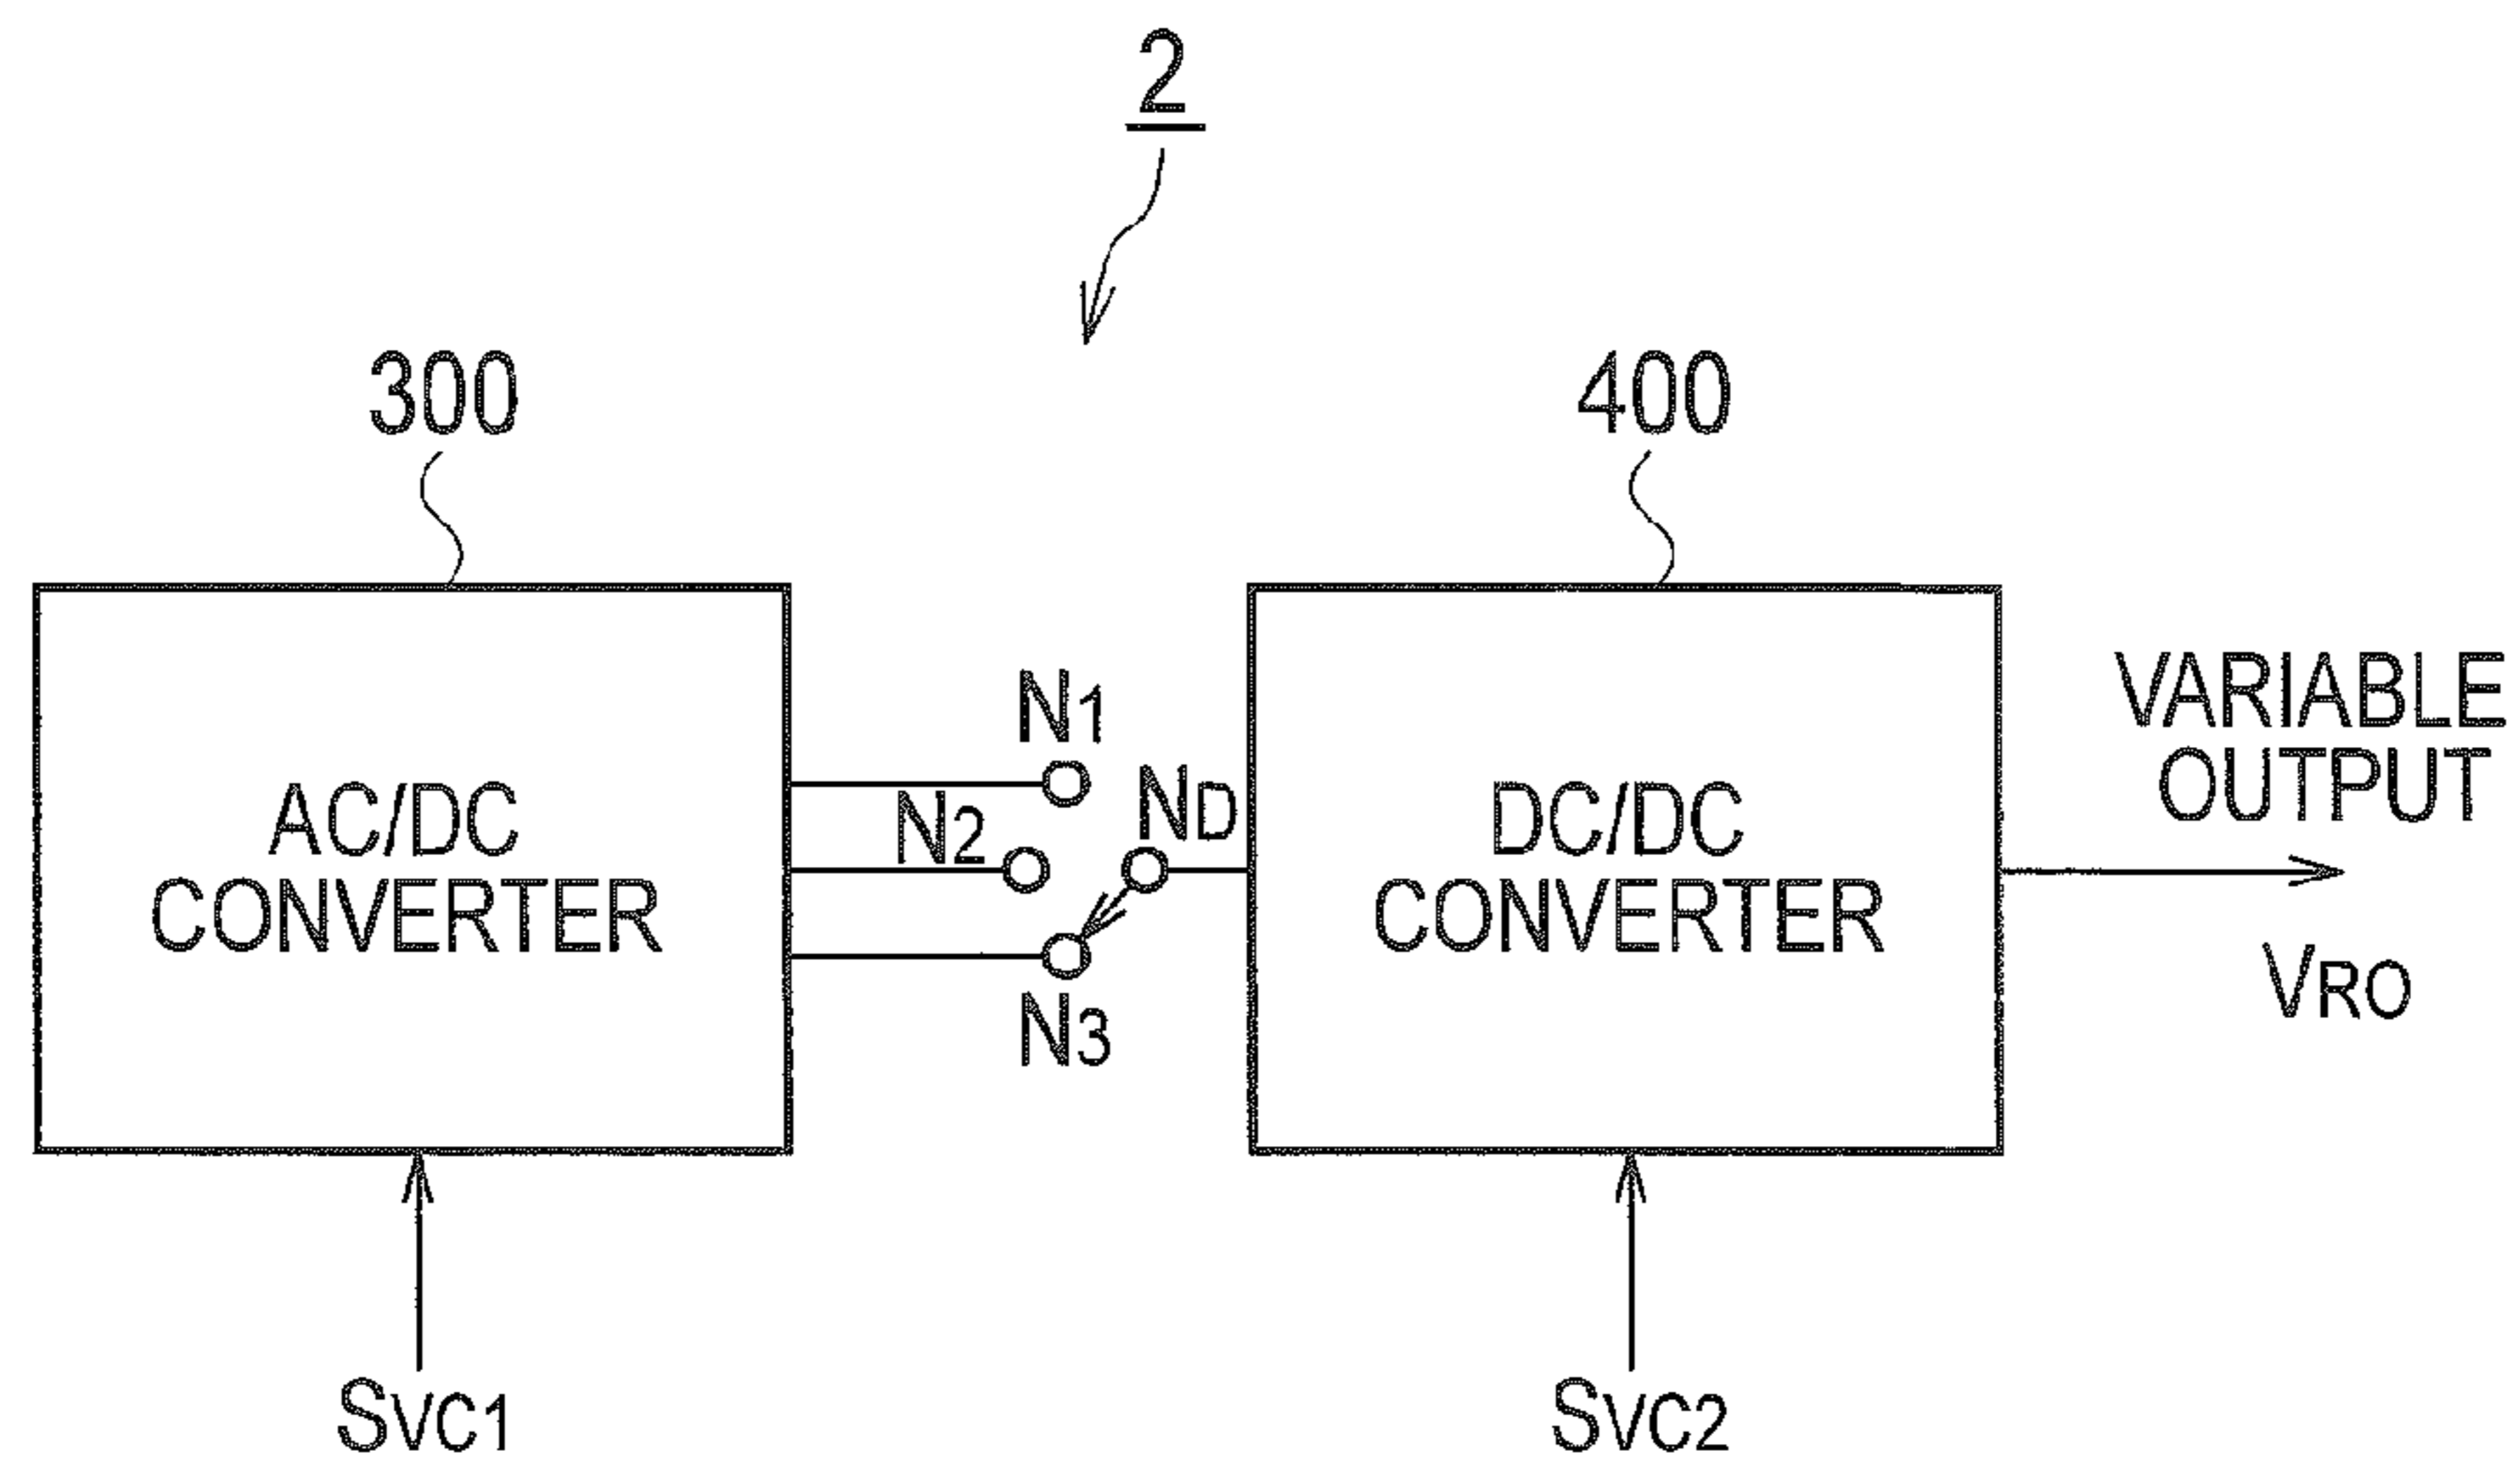 2
300
400
AC/DC
CONVERTER
N1
N2
ND
N3
DC/DC
CONVERTER
VARIABLE
OUTPUT
VRO
SVC1
SVC2